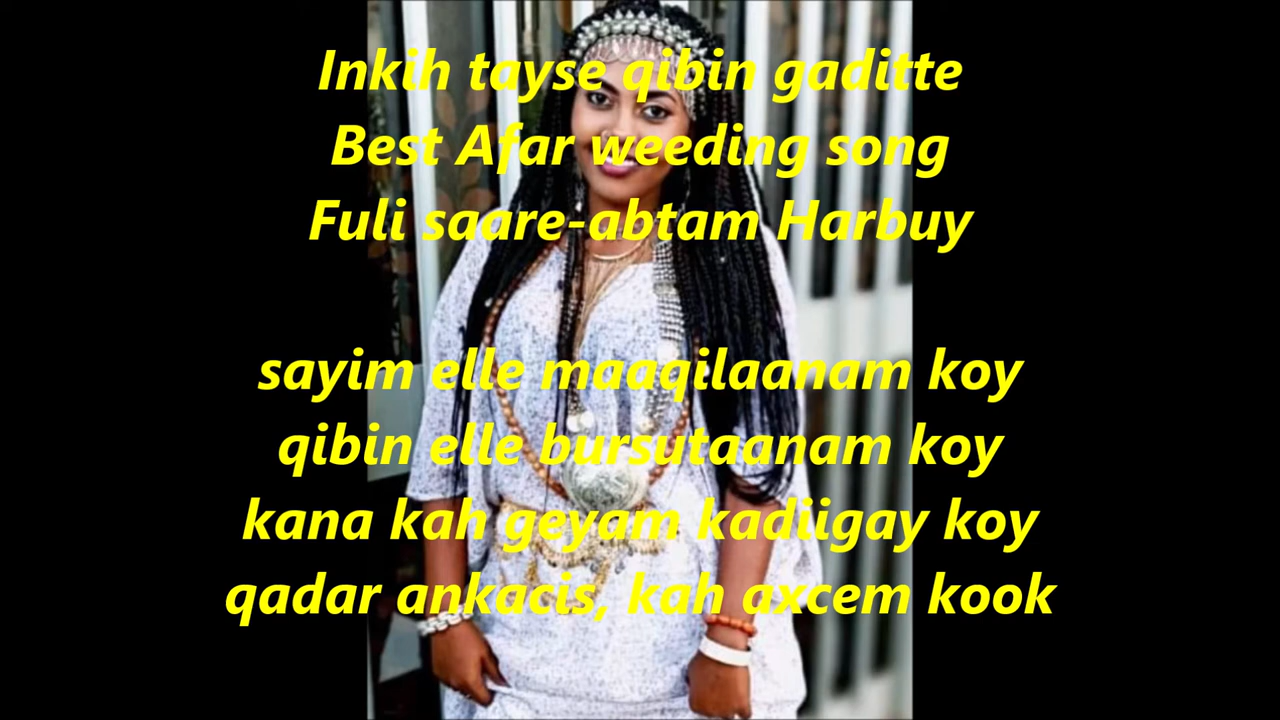 Inkih tayse qibin gaditte
Best Afar weeding song
Fuli saare-abtam Harbuy
sayim elle maaqilaanam koy
qibin elle bursutaanam koy
kana kah geyam kadiigay koy
qadar ankacis, kah axcem kook